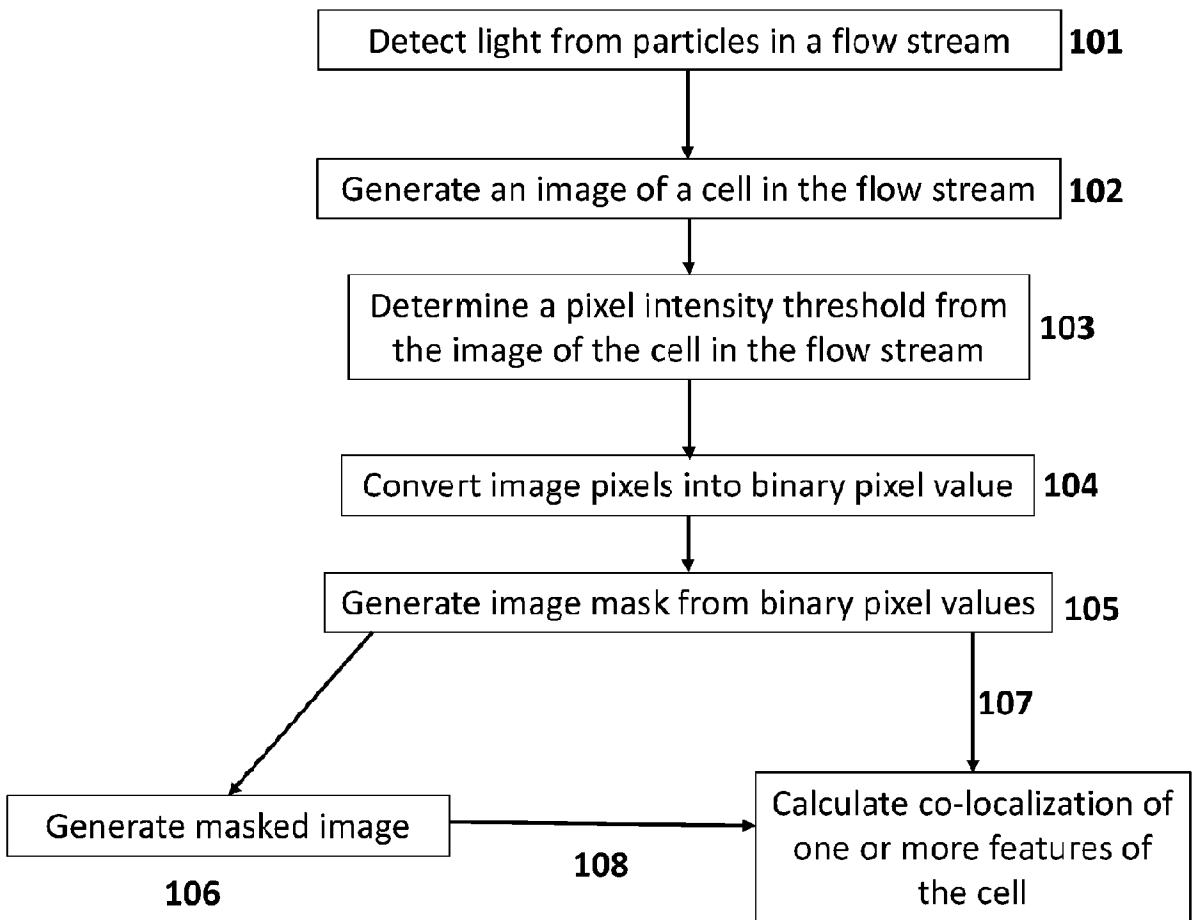 Detect light from particles in a flow stream 101
Generate an image of a cell in the flow stream 102
Determine a pixel intensity threshold from
the image of the cell in the flow stream
103
Convert image pixels into binary pixel value 104
Generate image mask from binary pixel values 105
107
Generate masked image
106
108
Calculate co-localization of
one or more features of
the cell